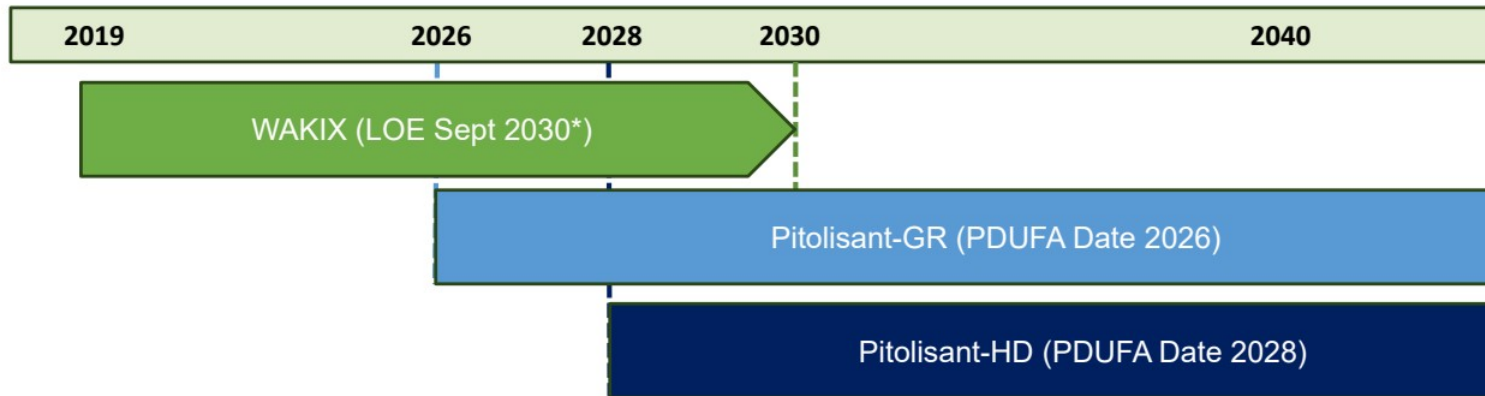 2019 2026 2028 2030 2040
WAKIX (LOE Sept 2030*)
Pitolisant-GR (PDUFA Date 2026)
Pitolisant-HD (PDUFA Date 2028)